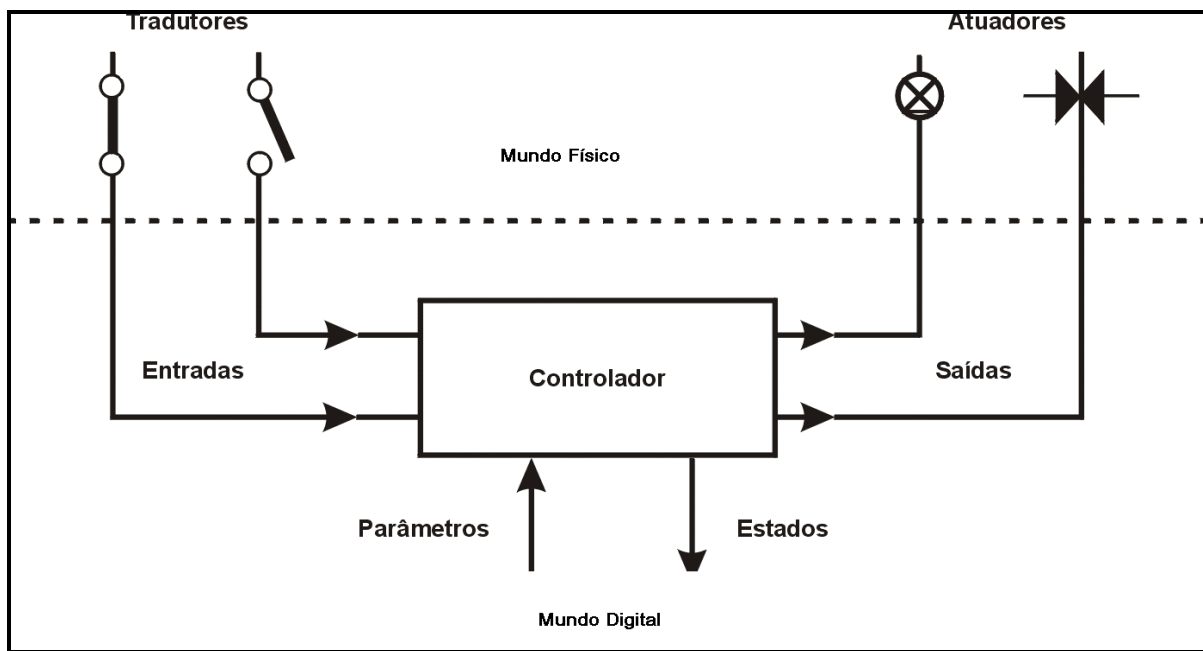 Tradutores
Atuadores
Mundo Físico
Entradas
Controlador
Saídas
Parâmetros
Estados
Mundo Digital